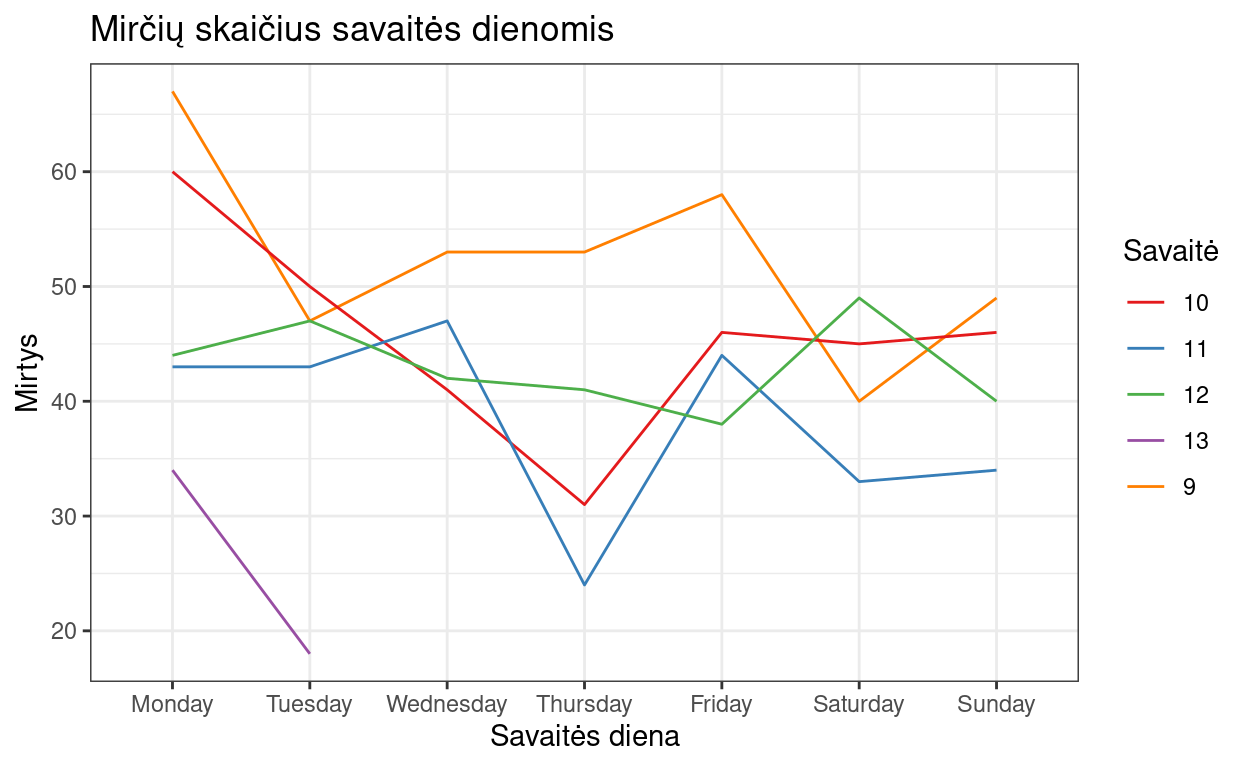 Mirčių skaičius savaitės dienomis
Mirtys
60
50
40
30
20
Monday Tuesday Wednesday Thursday Friday Saturday Sunday
Savaitės diena
Savaitė
10
11
12
13
9